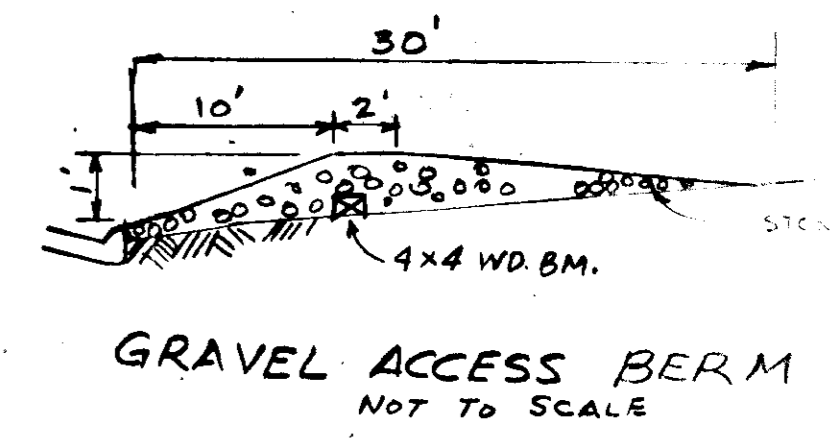 30'
10'
2'
1'
4x4 WD. BM.
GRAVEL ACCESS BERM
NOT TO SCALE